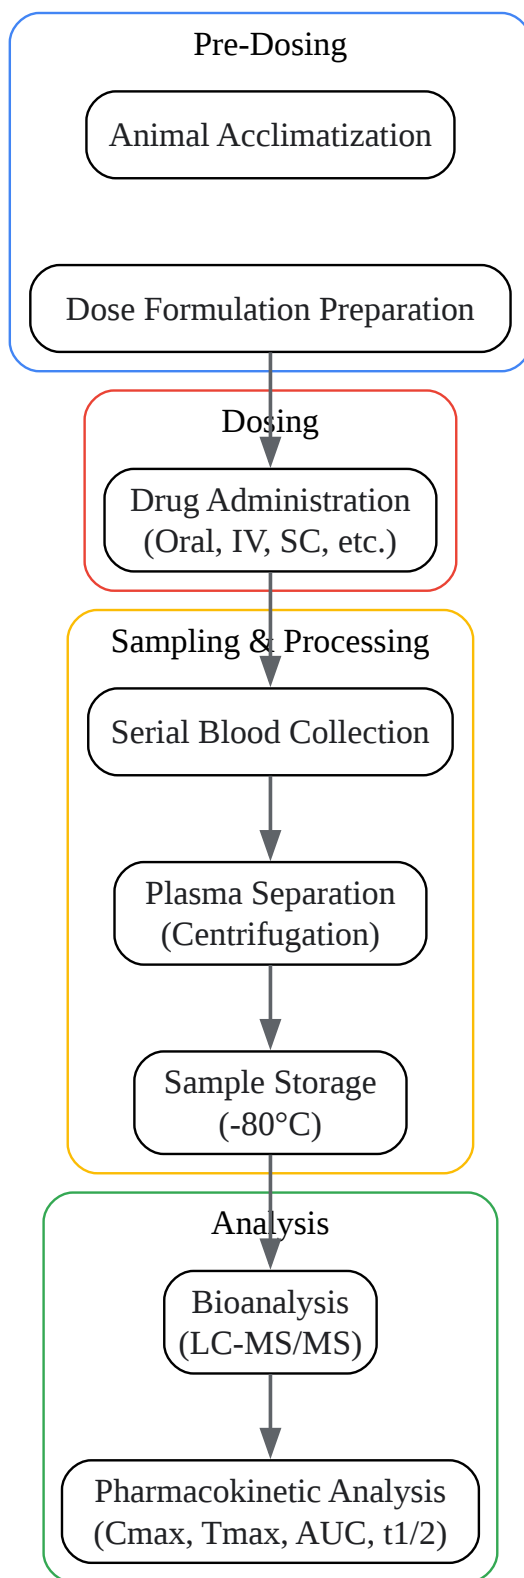 Pre-Dosing
Animal Acclimatization
Dose Formulation Preparation
Dosing
Drug Administration
(Oral, IV, SC, etc.)
Sampling & Processing
Serial Blood Collection
Plasma Separation
(Centrifugation)
Sample Storage
(-80°C)
Analysis
Bioanalysis
(LC-MS/MS)
Pharmacokinetic Analysis
(Cmax, Tmax, AUC, t1/2)